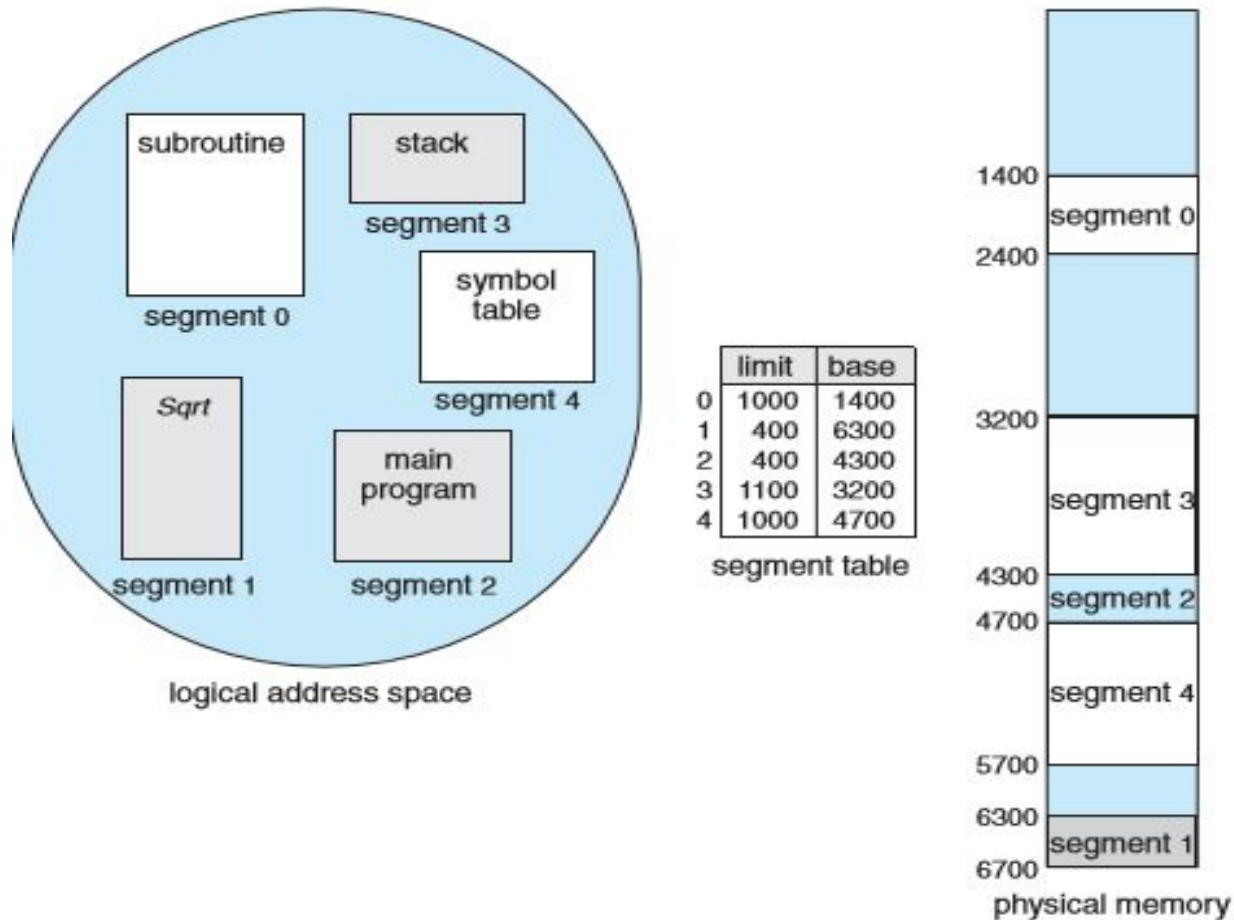 subroutine
segment 0
stack
segment 3
symbol
table
segment 4
Sqrt
segment 1
main
program
segment 2
logical address space
limit base
0 1000 1400
1 400 6300
2 400 4300
3 1100 3200
4 1000 4700
segment table
1400
segment 0
2400
3200
segment 3
4300
segment 2
4700
segment 4
5700
6300
segment 1
6700
physical memory